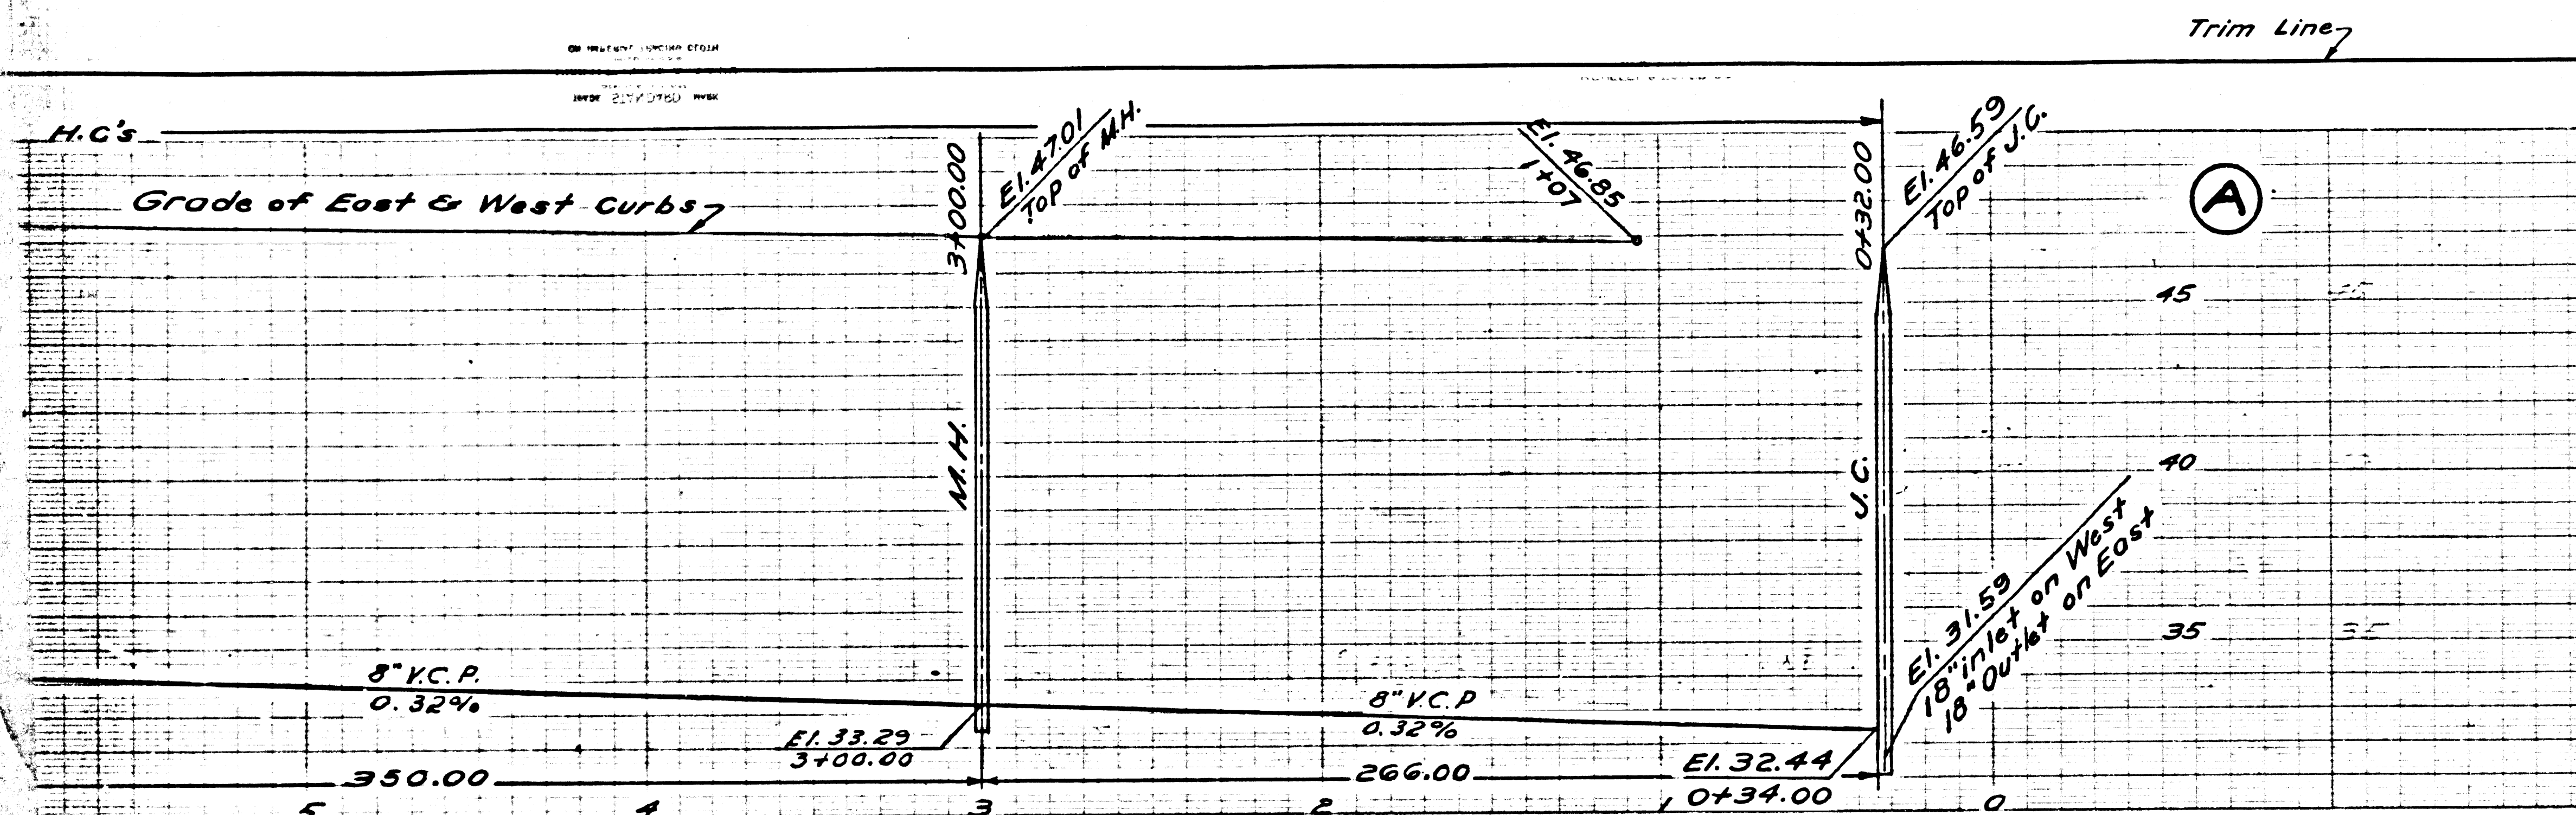 Trim Line
H.C's
Grade of East & West Curbs
3+00.00
El. 47.01
Top of M.H.
El. 46.85
1+07
0+32.00
El. 46.59
Top of J.C.
A
45
M.H.
J.C.
40
El. 31.59
18" inlet on West
18" Outlet on East
35
8" V.C.P.
0.32%
8" V.C.P
0.32%
El. 33.29
3+00.00
El. 32.44
0+34.00
350.00
266.00
5
4
3
2
0